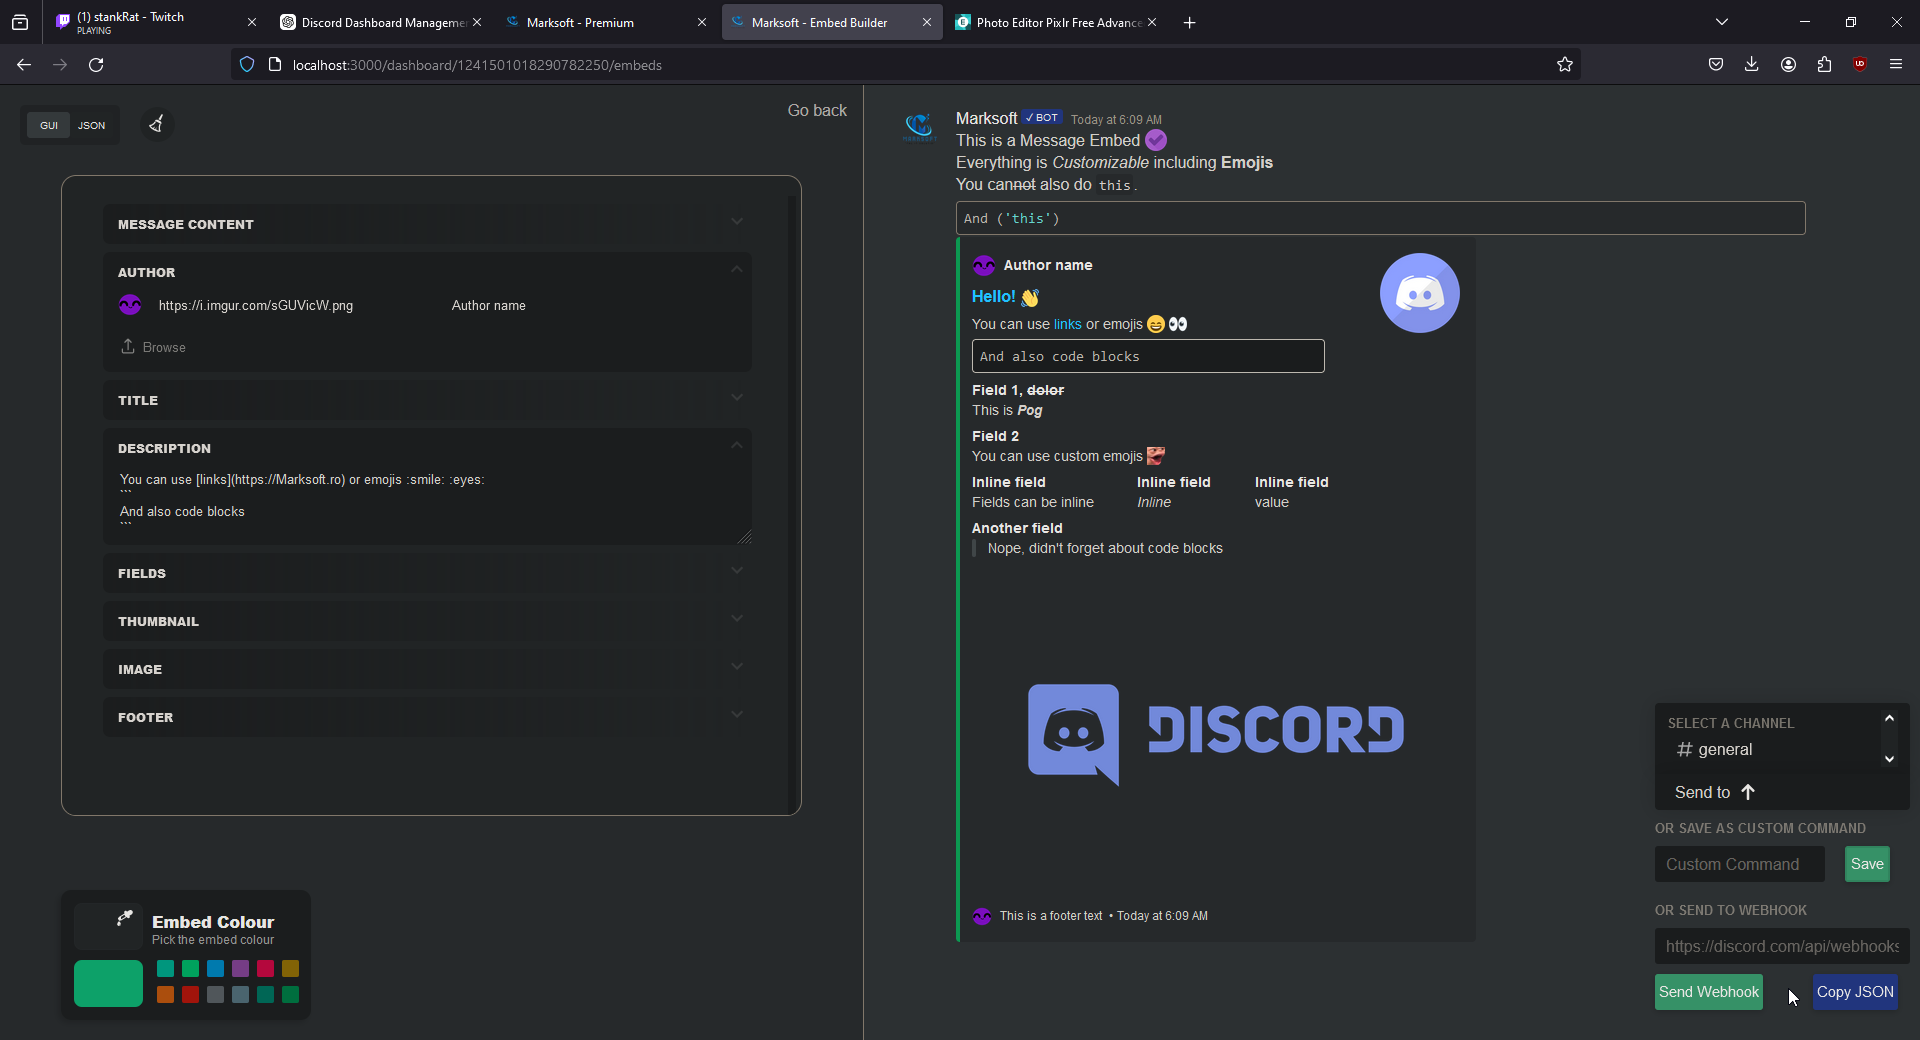 (1) stankRat - Twitch
PLAYING
Discord Dashboard Manageme
Marksoft - Premium
Marksoft - Embed Builder
Photo Editor Pixlr Free Advance
localhost:3000/dashboard/1241501018290782250/embeds
GUI JSON
Go back
MESSAGE CONTENT
AUTHOR
https://i.imgur.com/sGUVicW.png Author name
Browse
TITLE
DESCRIPTION
You can use [links](https://Marksoft.ro) or emojis :smile: :eyes:
```
And also code blocks
```
FIELDS
THUMBNAIL
IMAGE
FOOTER
Embed Colour
Pick the embed colour
Marksoft ✓ BOT Today at 6:09 AM
This is a Message Embed
Everything is Customizable including Emojis
You cannot also do this.
And ('this')
Author name
Hello! 👋
You can use links or emojis 😄 👀
And also code blocks
Field 1, dolor
This is Pog
Field 2
You can use custom emojis
Inline field Inline field Inline field
Fields can be inline Inline value
Another field
Nope, didn't forget about code blocks
DISCORD
This is a footer text • Today at 6:09 AM
SELECT A CHANNEL
# general
Send to
OR SAVE AS CUSTOM COMMAND
Custom Command Save
OR SEND TO WEBHOOK
https://discord.com/api/webhooks
Send Webhook Copy JSON